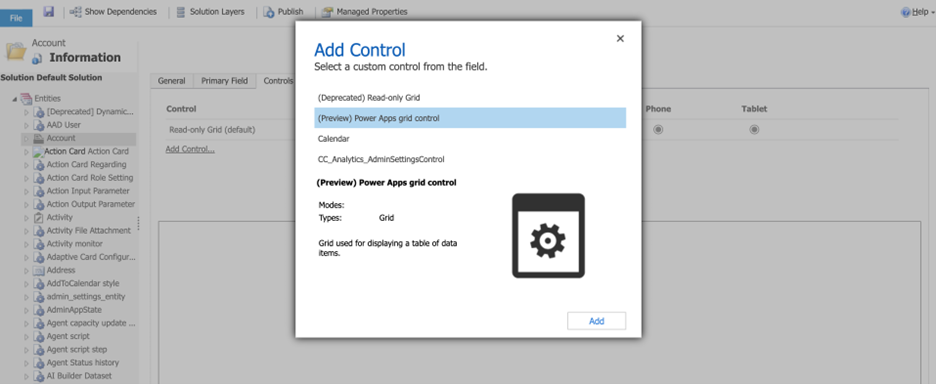 File
Show Dependencies
Solution Layers
Publish
Managed Properties
Help
Account
Information
Solution Default Solution
Entities
[Deprecated] Dynamic...
AAD User
Account
Action Card Action Card
Action Card Regarding
Action Card Role Setting
Action Input Parameter
Action Output Parameter
Activity
Activity File Attachment
Activity monitor
Adaptive Card Configur...
Address
AddToCalendar style
admin_settings_entity
AdminAppState
Agent capacity update ...
Agent script
Agent script step
Agent Status history
AI Builder Dataset
General
Primary Field
Controls
Control
Phone
Tablet
Read-only Grid (default)
Add Control...
Add Control
Select a custom control from the field.
(Deprecated) Read-only Grid
(Preview) Power Apps grid control
Calendar
CC_Analytics_AdminSettingsControl
(Preview) Power Apps grid control
Modes:
Types: Grid
Grid used for displaying a table of data
items.
Add